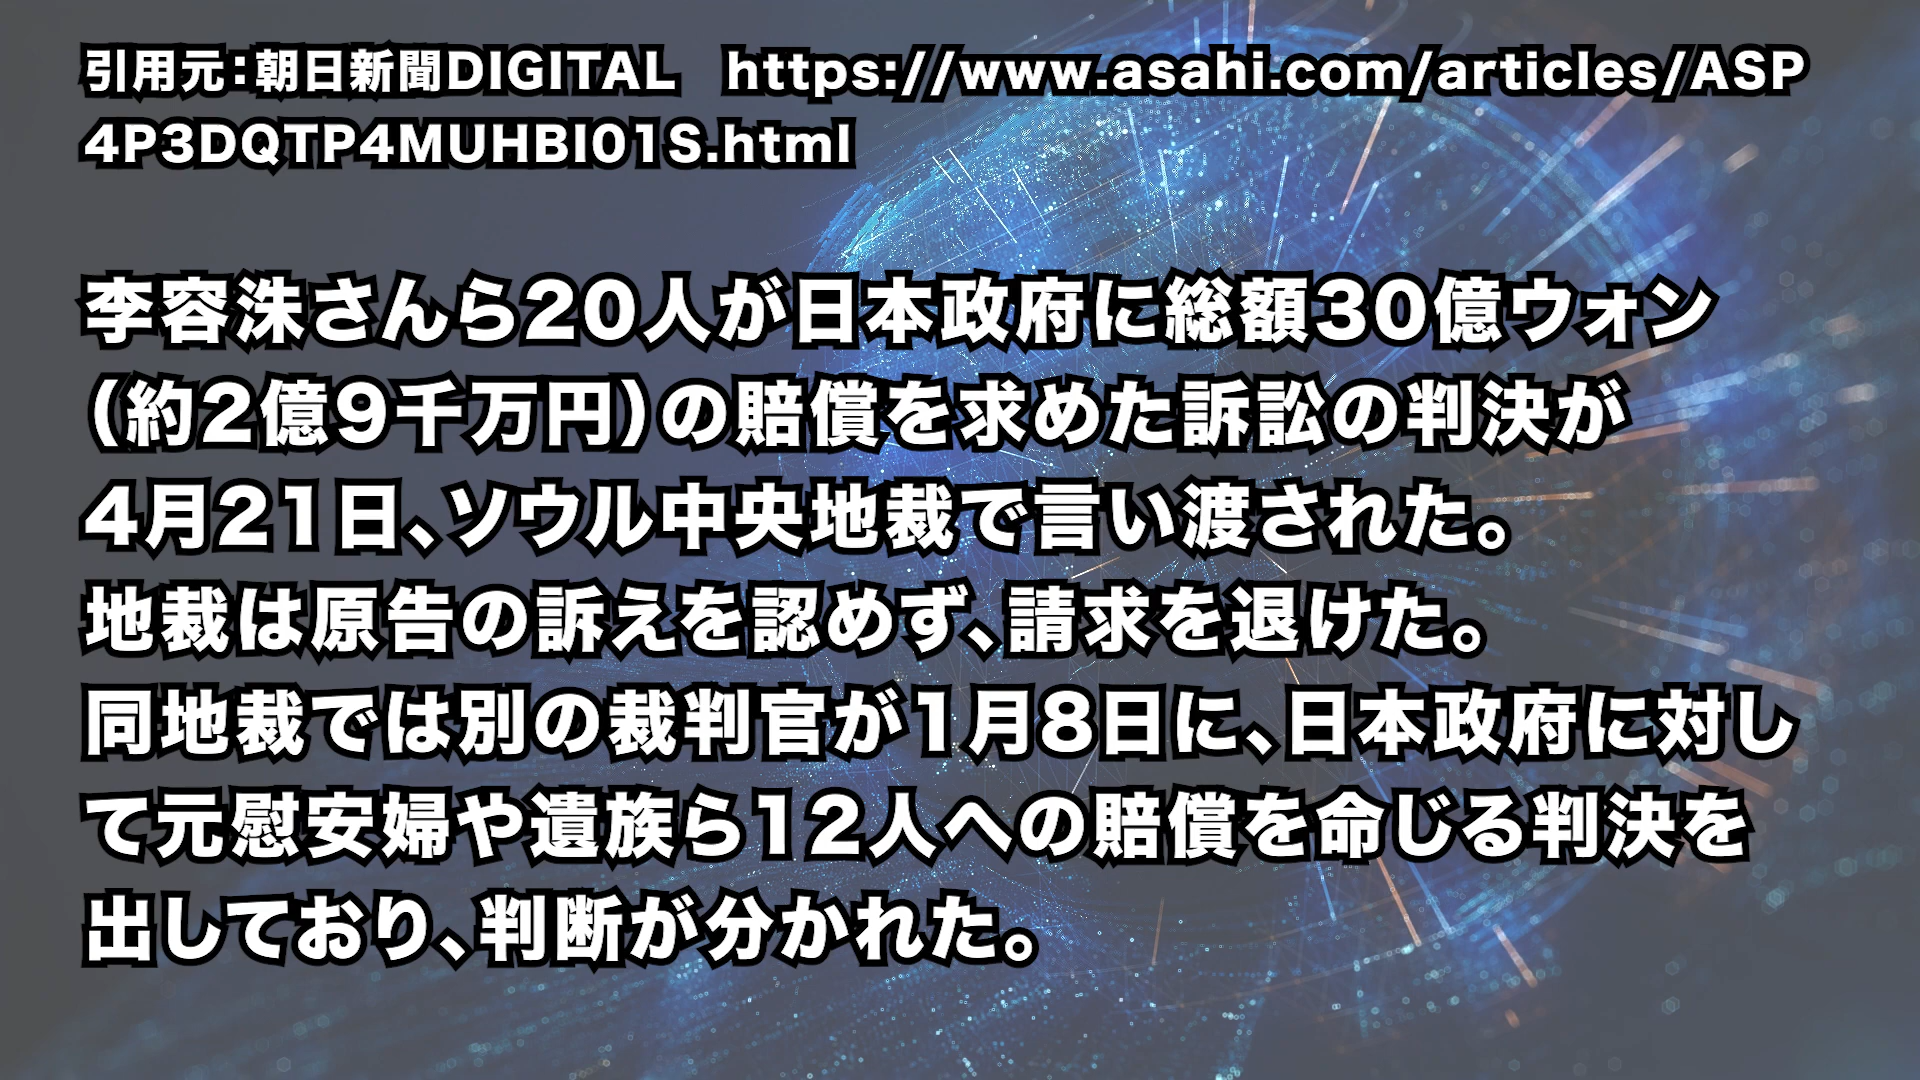 引用元：朝日新聞DIGITAL　https://www.asahi.com/articles/ASP
4P3DQTP4MUHBI01S.html
李容洙さんら20人が日本政府に総額30億ウォン
（約2億9千万円）の賠償を求めた訴訟の判決が
4月21日、ソウル中央地裁で言い渡された。
地裁は原告の訴えを認めず、請求を退けた。
同地裁では別の裁判官が1月8日に、日本政府に対し
て元慰安婦や遺族ら12人への賠償を命じる判決を
出しており、判断が分かれた。